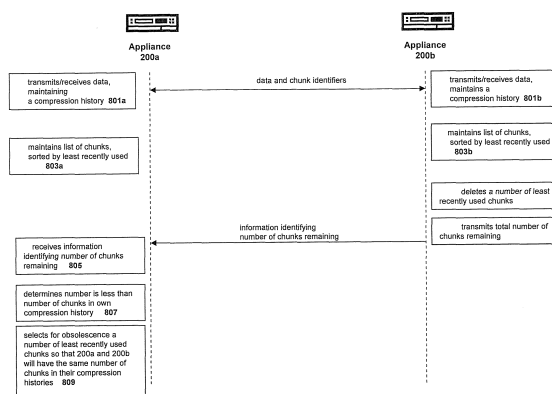 Appliance
200a
Appliance
200b
transmits/receives data,
maintaining
a compression history 801a
data and chunk identifiers
transmits/receives data,
maintains a
compression history 801b
maintains list of chunks,
sorted by least recently used
803a
maintains list of chunks,
sorted by least recently used
803b
deletes a number of least
recently used chunks
information identifying
number of chunks remaining
transmits total number of
chunks remaining
receives information
identifying number of chunks
remaining 805
determines number is less than
number of chunks in own
compression history 807
selects for obsolescence a
number of least recently used
chunks so that 200a and 200b
will have the same number of
chunks in their compression
histories 809